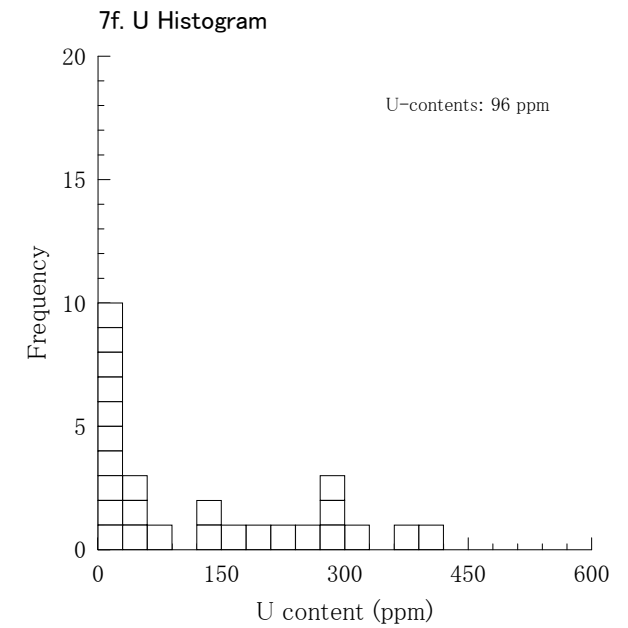 7f. U Histogram
20
U-contents: 96 ppm
15
Frequency
10
5
0
0 150 300 450 600
U content (ppm)